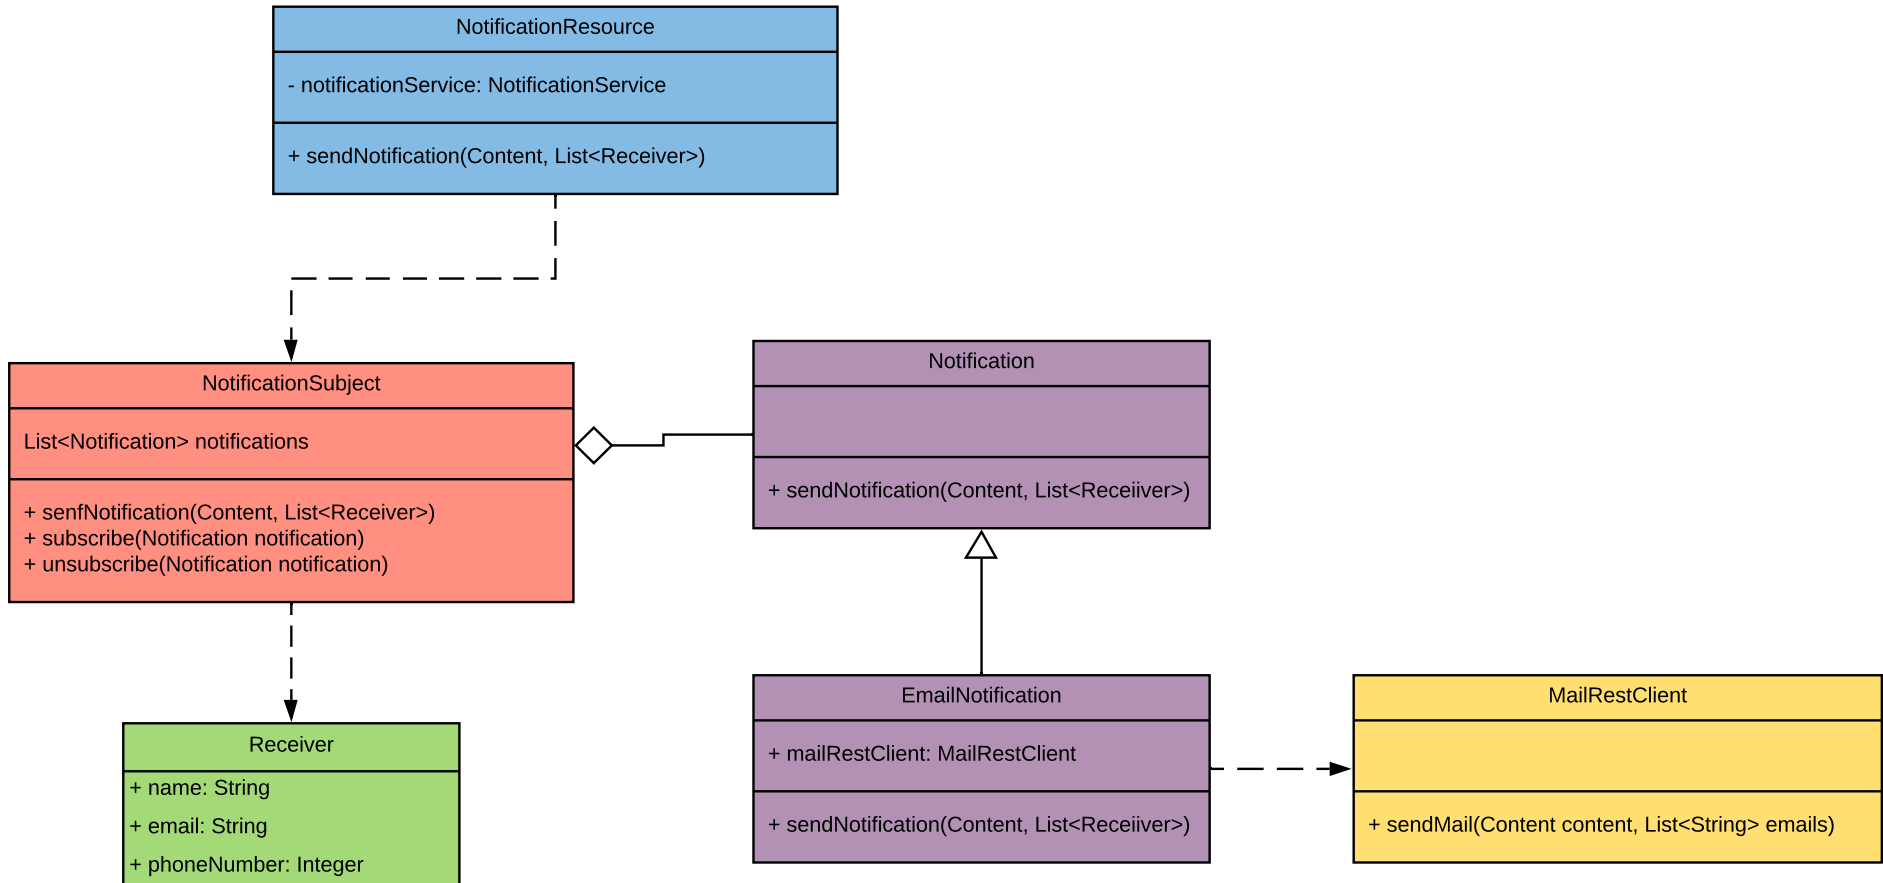 NotificationResource
- notificationService: NotificationService
+ sendNotification(Content, List<Receiver>)
NotificationSubject
List<Notification> notifications
+ senfNotification(Content, List<Receiver>)
+ subscribe(Notification notification)
+ unsubscribe(Notification notification)
Notification
+ sendNotification(Content, List<Receiiver>)
Receiver
+ name: String
+ email: String
+ phoneNumber: Integer
EmailNotification
+ mailRestClient: MailRestClient
+ sendNotification(Content, List<Receiiver>)
MailRestClient
+ sendMail(Content content, List<String> emails)